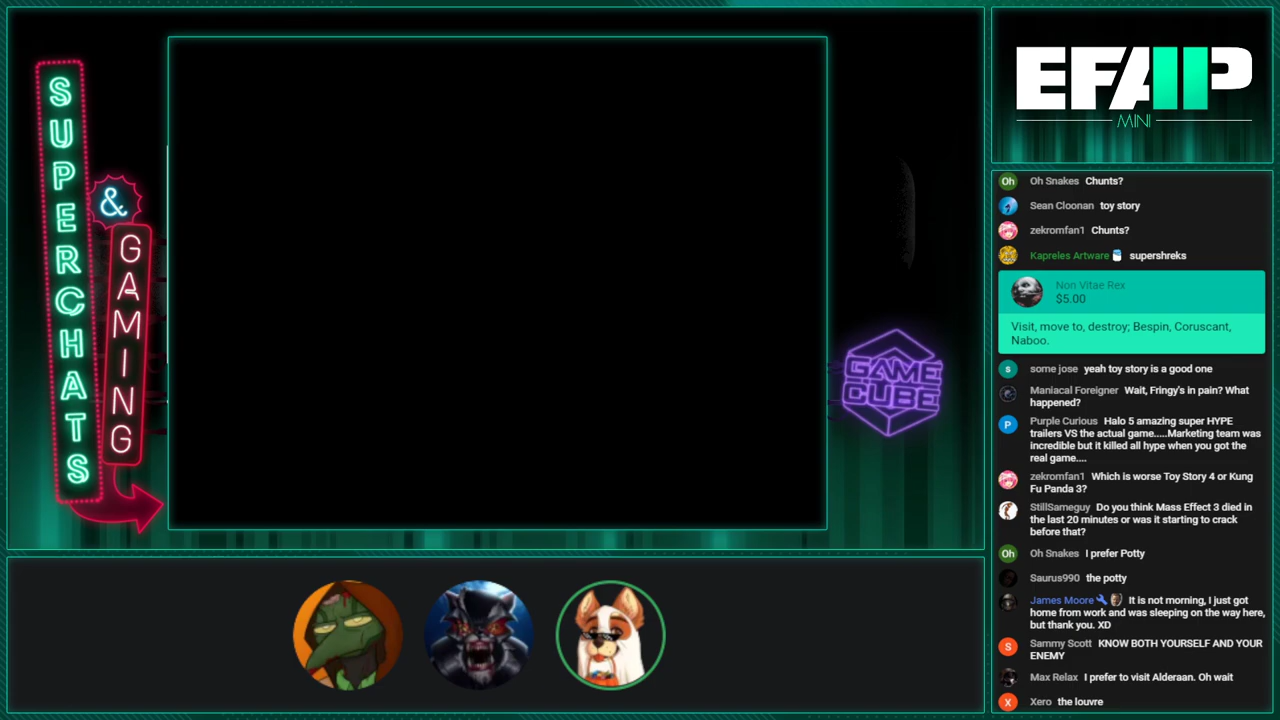 SUPERCHATS
&
GAMING
GAME
CUBE
EFAP
MINI
Oh
Oh Snakes Chunts?
Sean Cloonan toy story
zekromfan1 Chunts?
Kapreles Artware supershreks
Non Vitae Rex
$5.00
Visit, move to, destroy; Bespin, Coruscant,
Naboo.
s
some jose yeah toy story is a good one
Maniacal Foreigner Wait, Fringy's in pain? What
happened?
P
Purple Curious Halo 5 amazing super HYPE
trailers VS the actual game.....Marketing team was
incredible but it killed all hype when you got the
real game....
zekromfan1 Which is worse Toy Story 4 or Kung
Fu Panda 3?
StillSameguy Do you think Mass Effect 3 died in
the last 20 minutes or was it starting to crack
before that?
Oh
Oh Snakes I prefer Potty
Saurus990 the potty
James Moore It is not morning, I just got
home from work and was sleeping on the way here,
but thank you. XD
S
Sammy Scott KNOW BOTH YOURSELF AND YOUR
ENEMY
Max Relax I prefer to visit Alderaan. Oh wait
X
Xero the louvre